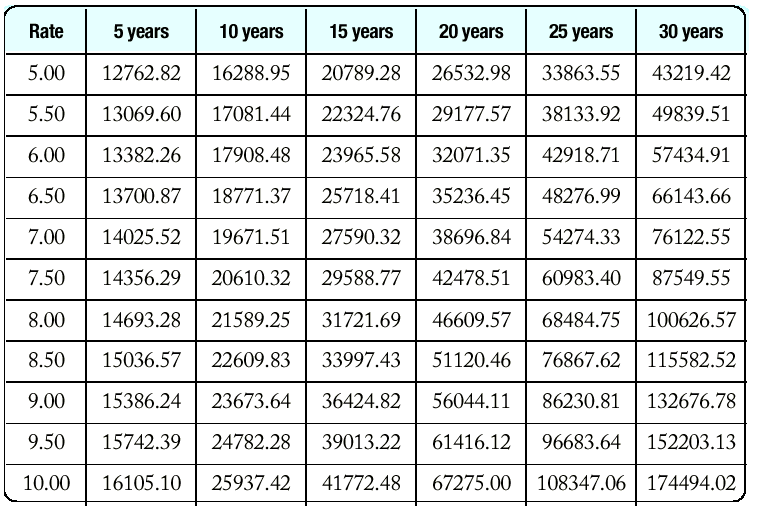 Rate 5 years 10 years 15 years 20 years 25 years 30 years
5.00 12762.82 16288.95 20789.28 26532.98 33863.55 43219.42
5.50 13069.60 17081.44 22324.76 29177.57 38133.92 49839.51
6.00 13382.26 17908.48 23965.58 32071.35 42918.71 57434.91
6.50 13700.87 18771.37 25718.41 35236.45 48276.99 66143.66
7.00 14025.52 19671.51 27590.32 38696.84 54274.33 76122.55
7.50 14356.29 20610.32 29588.77 42478.51 60983.40 87549.55
8.00 14693.28 21589.25 31721.69 46609.57 68484.75 100626.57
8.50 15036.57 22609.83 33997.43 51120.46 76867.62 115582.52
9.00 15386.24 23673.64 36424.82 56044.11 86230.81 132676.78
9.50 15742.39 24782.28 39013.22 61416.12 96683.64 152203.13
10.00 16105.10 25937.42 41772.48 67275.00 108347.06 174494.02